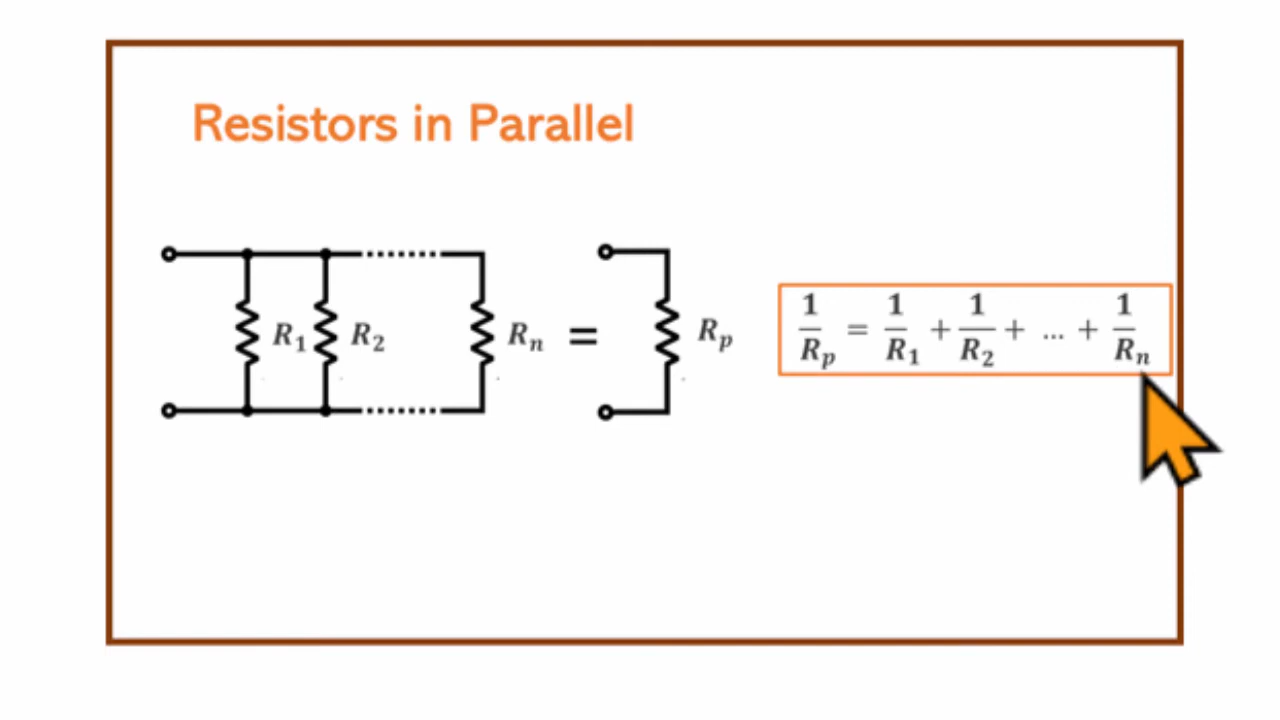 Resistors in Parallel
R₁ R₂ Rₙ = Rₚ
1/Rₚ = 1/R₁ + 1/R₂ + ... + 1/Rₙ